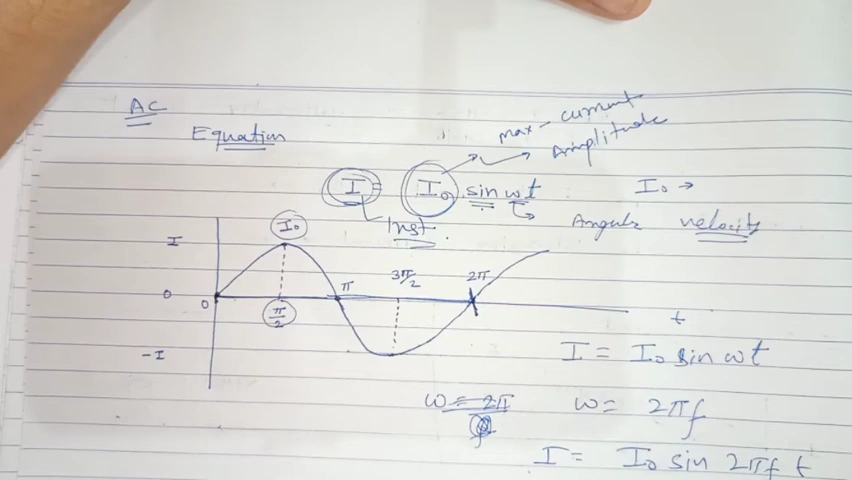 AC
Equation
max-current
Amplitude
I = I₀ sin ωt
I₀ →
Inst.
Angular velocity
I₀
I
0
0
π/2
π
3π/2
2π
t
-I
I = I₀ sin ωt
ω = 2π
ω = 2πf
I = I₀ sin 2πf t